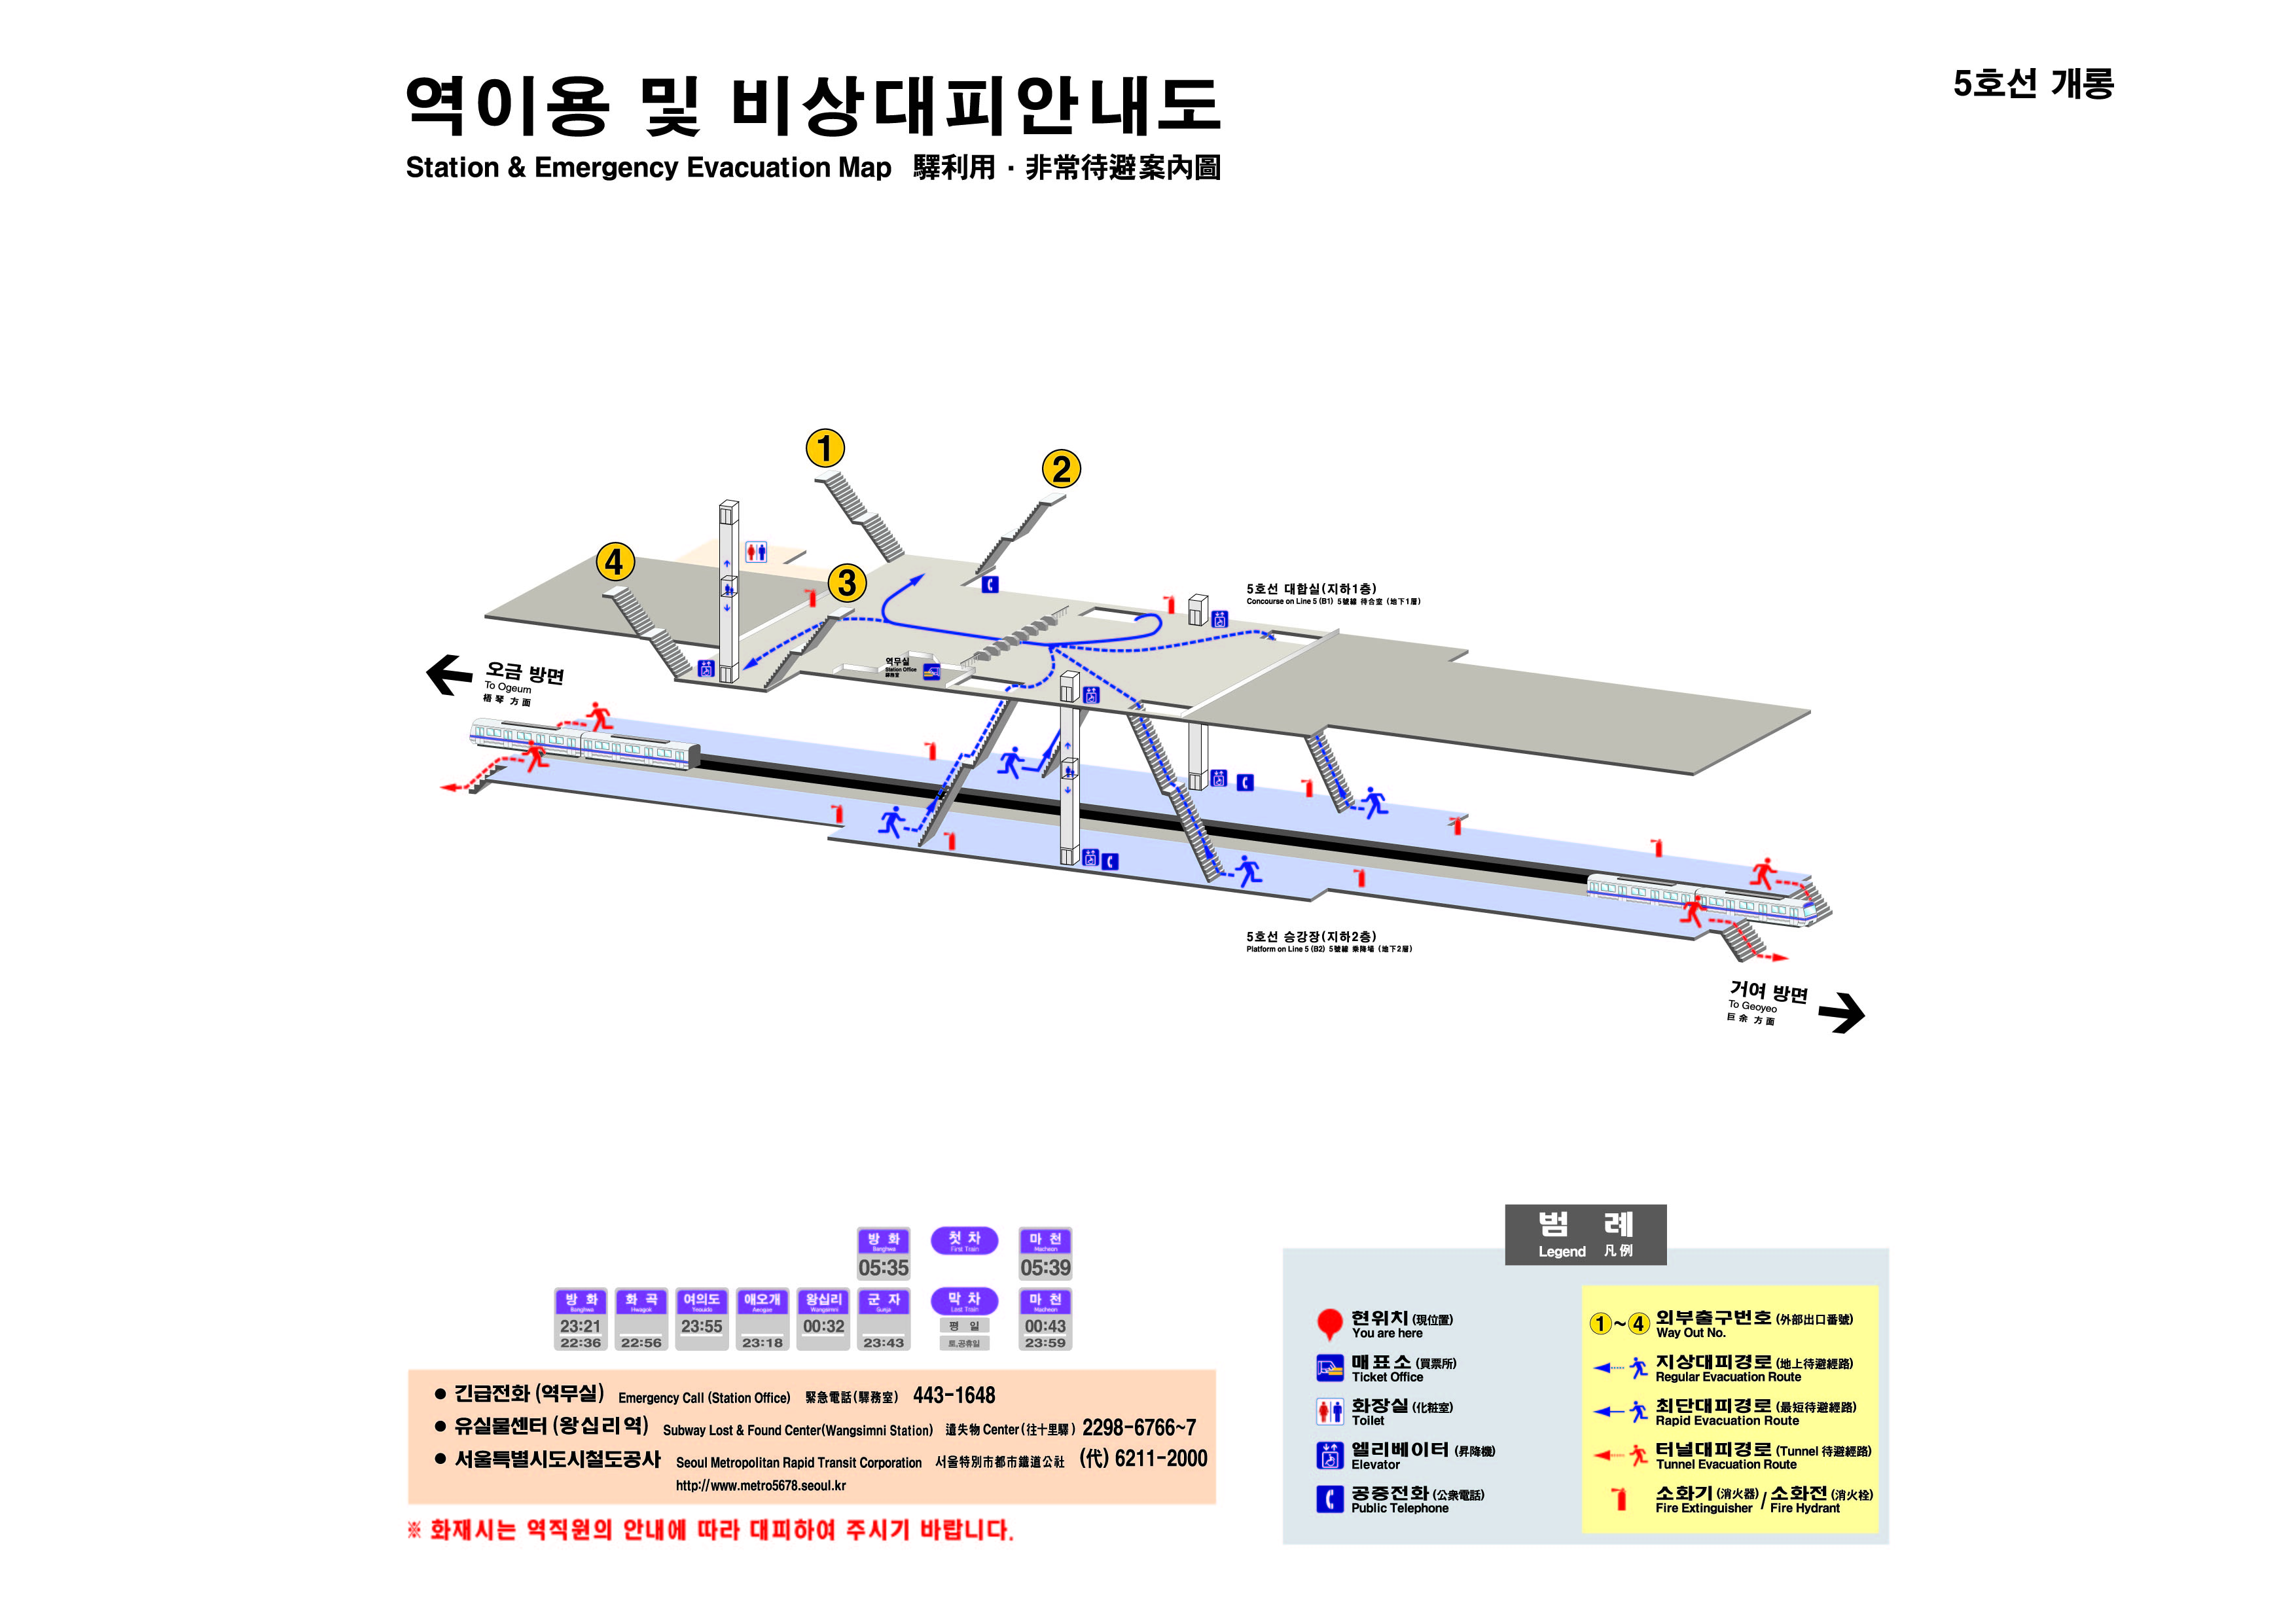 역이용 및 비상대피안내도
Station & Emergency Evacuation Map 驛利用 · 非常待避案內圖
5호선 개롱
1
2
4
3
5호선 대합실(지하1층)
Concourse on Line 5 (B1) 5號線 待合室 (地下1層)
역무실
Station Office
驛務室
오금 방면
To Ogeum
梧琴 方面
5호선 승강장(지하2층)
Platform on Line 5 (B2) 5號線 乘降場 (地下2層)
거여 방면
To Geoyeo
巨余 方面
방 화 첫 차 마 천
Banghwa First Train Macheon
05:35 05:39
방 화 화 곡 여의도 애오개 왕십리 군 자 막 차 마 천
Banghwa Hwagok Yeouido Aeogae Wangsimni Gunja Last Train Macheon
23:21 23:55 00:32 평 일 00:43
22:36 22:56 23:18 23:43 토,공휴일 23:59
● 긴급전화 (역무실) Emergency Call (Station Office) 緊急電話(驛務室) 443-1648
● 유실물센터 (왕십리역) Subway Lost & Found Center(Wangsimni Station) 遺失物 Center(往十里驛) 2298-6766~7
● 서울특별시도시철도공사 Seoul Metropolitan Rapid Transit Corporation 서울特別市都市鐵道公社 (代) 6211-2000
http://www.metro5678.seoul.kr
※ 화재시는 역직원의 안내에 따라 대피하여 주시기 바랍니다.
범 례
Legend 凡例
현위치 (現位置)
You are here
매표소 (買票所)
Ticket Office
화장실 (化粧室)
Toilet
엘리베이터 (昇降機)
Elevator
공중전화 (公衆電話)
Public Telephone
1~4 외부출구번호 (外部出口番號)
Way Out No.
지상대피경로 (地上待避經路)
Regular Evacuation Route
최단대피경로 (最短待避經路)
Rapid Evacuation Route
터널대피경로 (Tunnel 待避經路)
Tunnel Evacuation Route
소화기 (消火器) / 소화전 (消火栓)
Fire Extinguisher / Fire Hydrant